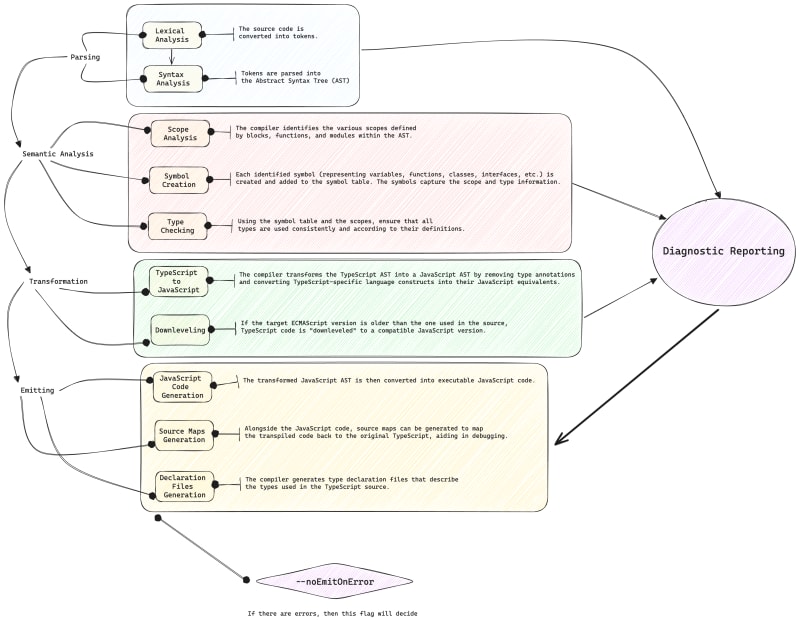 Parsing
Lexical
Analysis
The source code is
converted into tokens.
Syntax
Analysis
Tokens are parsed into
the Abstract Syntax Tree (AST)
Semantic Analysis
Scope
Analysis
The compiler identifies the various scopes defined
by blocks, functions, and modules within the AST.
Symbol
Creation
Each identified symbol (representing variables, functions, classes, interfaces, etc.) is
created and added to the symbol table. The symbols capture the scope and type information.
Type
Checking
Using the symbol table and the scopes, ensure that all
types are used consistently and according to their definitions.
Diagnostic Reporting
Transformation
TypeScript
to
JavaScript
The compiler transforms the TypeScript AST into a JavaScript AST by removing type annotations
and converting TypeScript-specific language constructs into their JavaScript equivalents.
Downleveling
If the target ECMAScript version is older than the one used in the source,
TypeScript code is "downleveled" to a compatible JavaScript version.
Emitting
JavaScript
Code
Generation
The transformed JavaScript AST is then converted into executable JavaScript code.
Source Maps
Generation
Alongside the JavaScript code, source maps can be generated to map
the transpiled code back to the original TypeScript, aiding in debugging.
Declaration
Files
Generation
The compiler generates type declaration files that describe
the types used in the TypeScript source.
--noEmitOnError
If there are errors, then this flag will decide